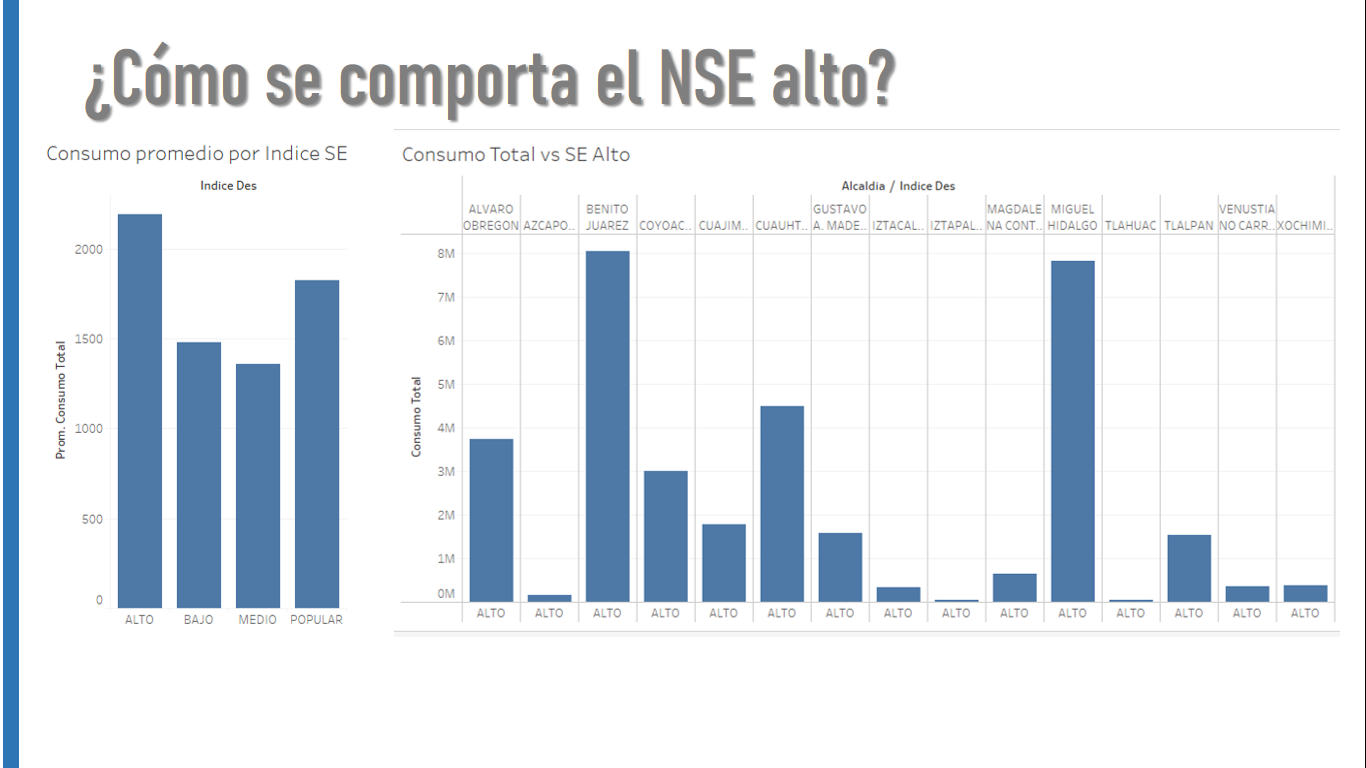 ¿Cómo se comporta el NSE alto?
Consumo promedio por Indice SE
Indice Des
Prom. Consumo Total
2000
1500
1000
500
0
ALTO BAJO MEDIO POPULAR
Consumo Total vs SE Alto
Alcaldia / Indice Des
ALVARO OBREGON AZCAPO.. BENITO JUAREZ COYOAC.. CUAJIM.. CUAUHT.. GUSTAVO A. MADE.. IZTACAL.. IZTAPAL.. MAGDALE NA CONT.. MIGUEL HIDALGO TLAHUAC TLALPAN VENUSTIA NO CARR.. XOCHIMI..
Consumo Total
8M
7M
6M
5M
4M
3M
2M
1M
0M
ALTO ALTO ALTO ALTO ALTO ALTO ALTO ALTO ALTO ALTO ALTO ALTO ALTO ALTO ALTO